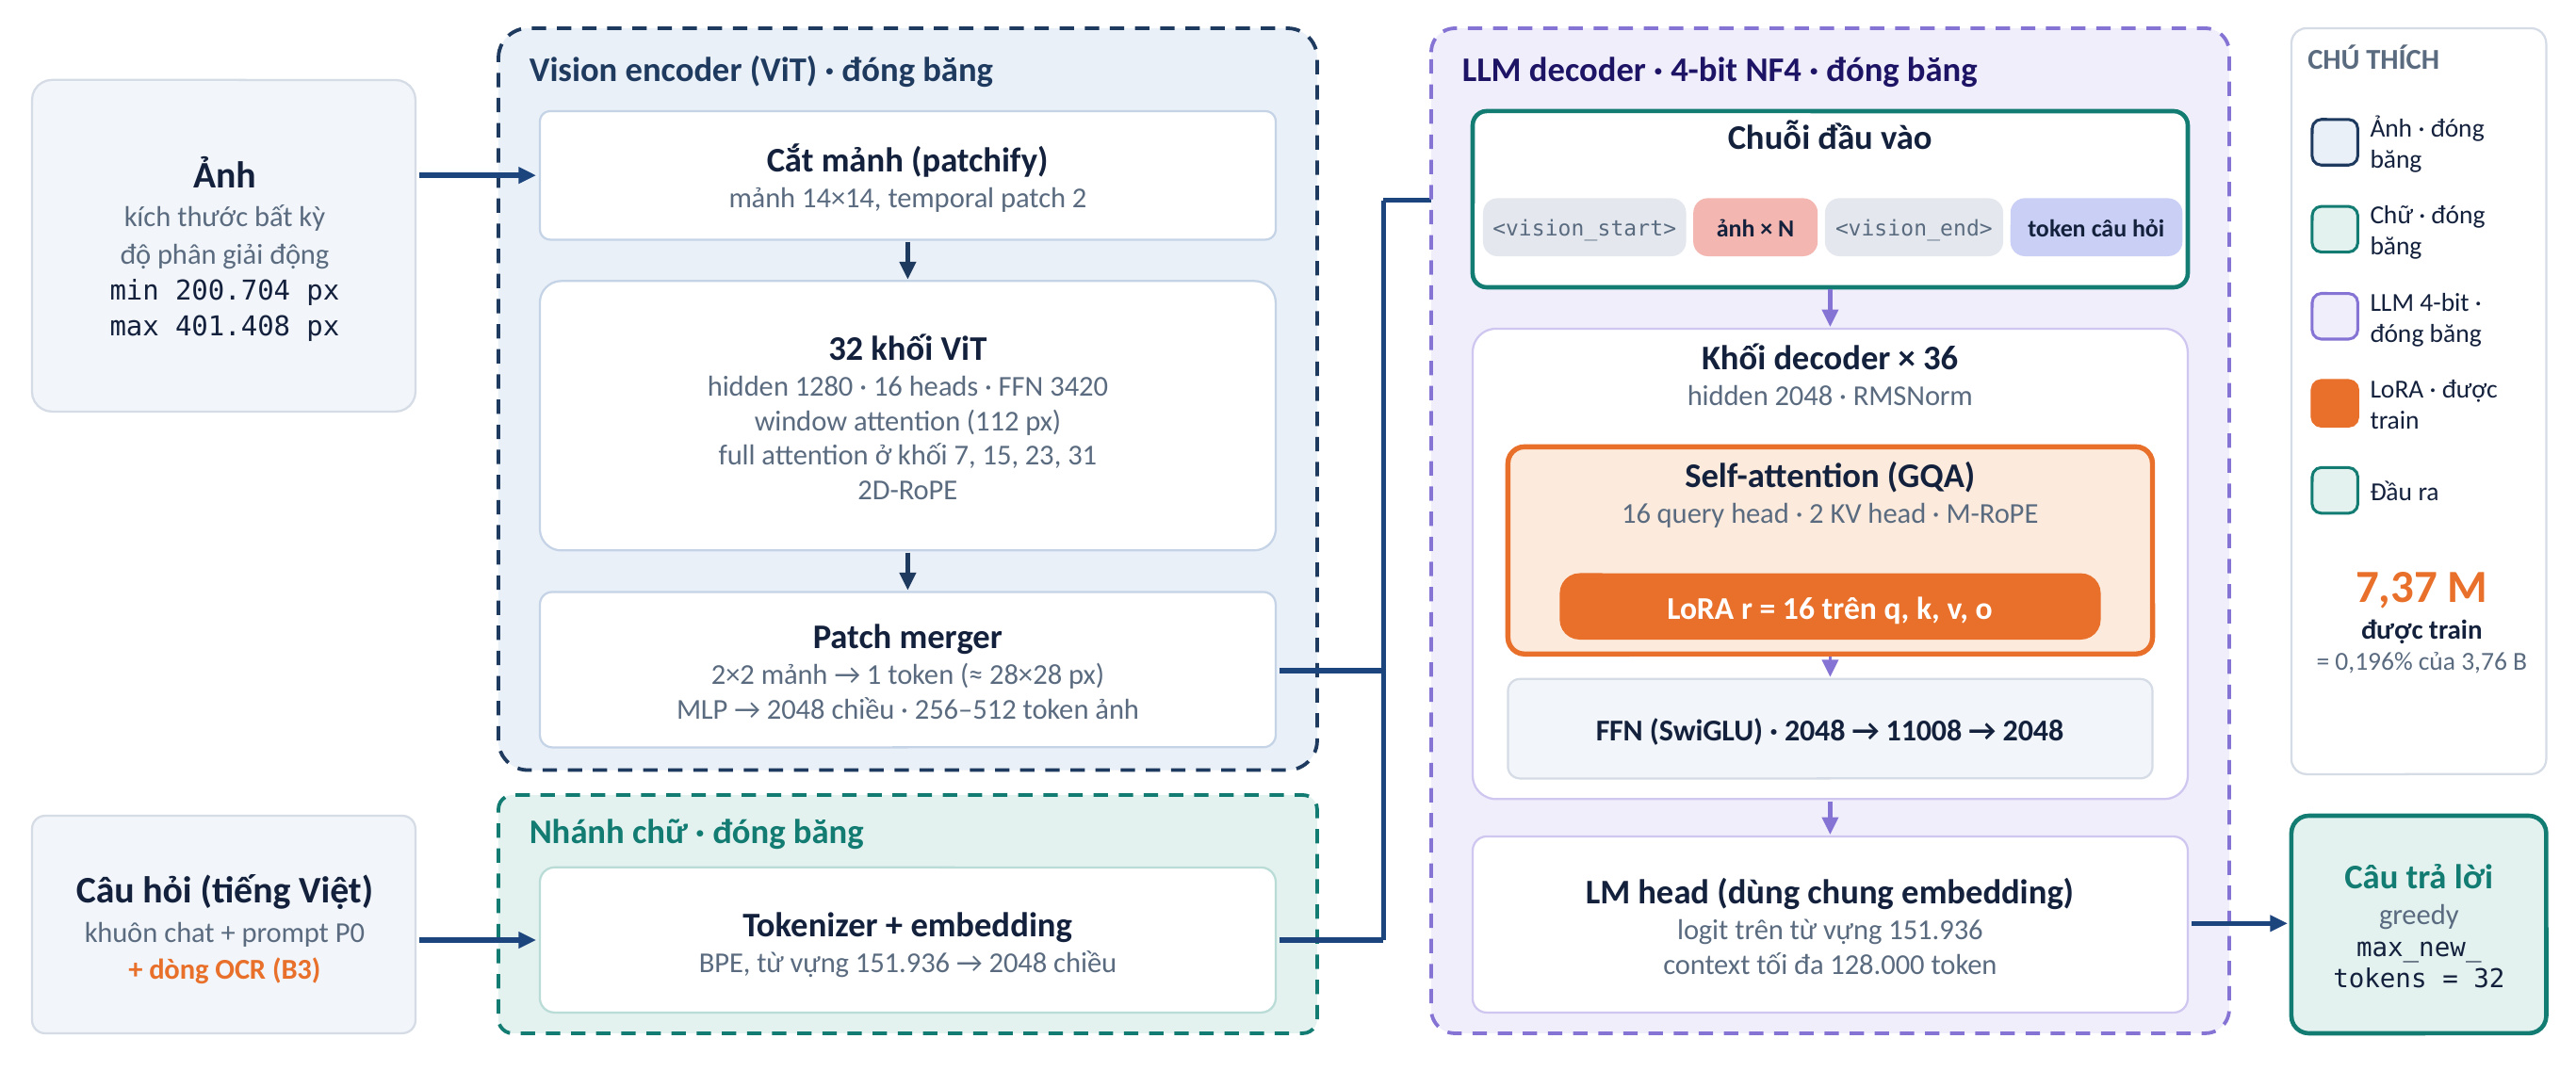 Ảnh
kích thước bất kỳ
độ phân giải động
min 200.704 px
max 401.408 px
Câu hỏi (tiếng Việt)
khuôn chat + prompt P0
+ dòng OCR (B3)
Vision encoder (ViT) · đóng băng
Cắt mảnh (patchify)
mảnh 14×14, temporal patch 2
32 khối ViT
hidden 1280 · 16 heads · FFN 3420
window attention (112 px)
full attention ở khối 7, 15, 23, 31
2D-RoPE
Patch merger
2×2 mảnh → 1 token (≈ 28×28 px)
MLP → 2048 chiều · 256–512 token ảnh
Nhánh chữ · đóng băng
Tokenizer + embedding
BPE, từ vựng 151.936 → 2048 chiều
LLM decoder · 4-bit NF4 · đóng băng
Chuỗi đầu vào
<vision_start> ảnh × N <vision_end> token câu hỏi
Khối decoder × 36
hidden 2048 · RMSNorm
Self-attention (GQA)
16 query head · 2 KV head · M-RoPE
LoRA r = 16 trên q, k, v, o
FFN (SwiGLU) · 2048 → 11008 → 2048
LM head (dùng chung embedding)
logit trên từ vựng 151.936
context tối đa 128.000 token
CHÚ THÍCH
Ảnh · đóng
băng
Chữ · đóng
băng
LLM 4-bit ·
đóng băng
LoRA · được
train
Đầu ra
7,37 M
được train
= 0,196% của 3,76 B
Câu trả lời
greedy
max_new_
tokens = 32